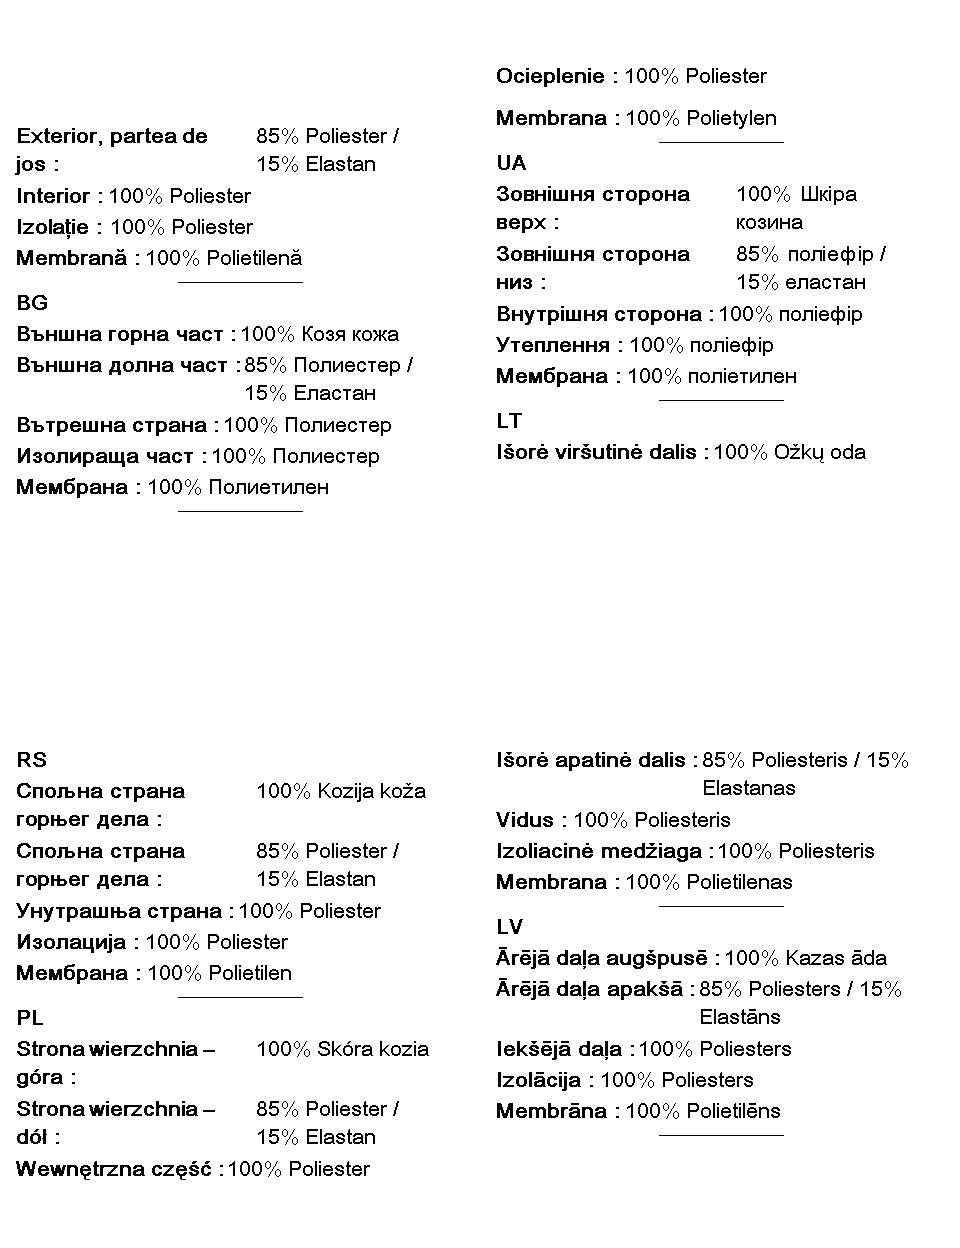 Exterior, partea de 85% Poliester /
jos : 15% Elastan
Interior : 100% Poliester
Izolație : 100% Poliester
Membrană : 100% Polietilenă
BG
Външна горна част : 100% Козя кожа
Външна долна част : 85% Полиестер /
15% Еластан
Вътрешна страна : 100% Полиестер
Изолираща част : 100% Полиестер
Мембрана : 100% Полиетилен
RS
Спољна страна 100% Kozija koža
горњег дела :
Спољна страна 85% Poliester /
горњег дела : 15% Elastan
Унутрашња страна : 100% Poliester
Изолација : 100% Poliester
Мембрана : 100% Polietilen
PL
Strona wierzchnia – 100% Skóra kozia
góra :
Strona wierzchnia – 85% Poliester /
dół : 15% Elastan
Wewnętrzna część : 100% Poliester
Ocieplenie : 100% Poliester
Membrana : 100% Polietylen
UA
Зовнішня сторона 100% Шкіра
верх : козина
Зовнішня сторона 85% поліефір /
низ : 15% еластан
Внутрішня сторона : 100% поліефір
Утеплення : 100% поліефір
Мембрана : 100% поліетилен
LT
Išorė viršutinė dalis : 100% Ožkų oda
Išorė apatinė dalis : 85% Poliesteris / 15%
Elastanas
Vidus : 100% Poliesteris
Izoliacinė medžiaga : 100% Poliesteris
Membrana : 100% Polietilenas
LV
Ārējā daļa augšpusē : 100% Kazas āda
Ārējā daļa apakšā : 85% Poliesters / 15%
Elastāns
Iekšējā daļa : 100% Poliesters
Izolācija : 100% Poliesters
Membrāna : 100% Polietilēns